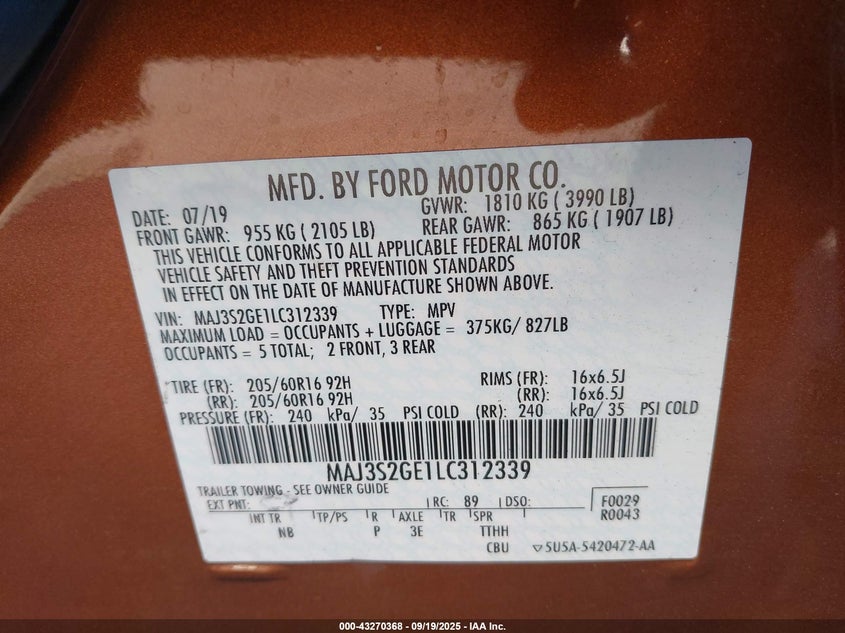 MFD. BY FORD MOTOR CO.
DATE: 07/19 GVWR: 1810 KG ( 3990 LB)
FRONT GAWR: 955 KG ( 2105 LB) REAR GAWR: 865 KG ( 1907 LB)
THIS VEHICLE CONFORMS TO ALL APPLICABLE FEDERAL MOTOR
VEHICLE SAFETY AND THEFT PREVENTION STANDARDS
IN EFFECT ON THE DATE OF MANUFACTURE SHOWN ABOVE.
VIN: MAJ3S2GE1LC312339 TYPE: MPV
MAXIMUM LOAD = OCCUPANTS + LUGGAGE = 375KG/ 827LB
OCCUPANTS = 5 TOTAL; 2 FRONT, 3 REAR
TIRE (FR): 205/60R16 92H RIMS (FR): 16x6.5J
(RR): 205/60R16 92H (RR): 16x6.5J
PRESSURE (FR): 240 kPa/ 35 PSI COLD (RR): 240 kPa/ 35 PSI COLD
MAJ3S2GE1LC312339
TRAILER TOWING - SEE OWNER GUIDE
EXT PNT: RC: 89 DSO: F0029
R0043
INT TR TP/PS R AXLE TR SPR
NB P 3E TTHH
CBU 5U5A-5420472-AA
000-43270368 - 09/19/2025 - IAA Inc.